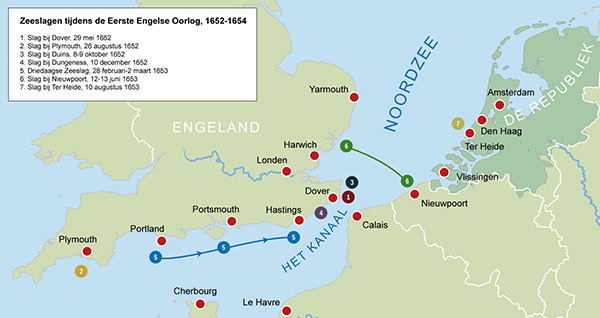 Zeeslagen tijdens de Eerste Engelse Oorlog, 1652-1654
1. Slag bij Dover, 29 mei 1652
2. Slag bij Plymouth, 26 augustus 1652
3. Slag bij Duins, 8-9 oktober 1652
4. Slag bij Dungeness, 10 december 1652
5. Driedaagse Zeeslag, 28 februari-2 maart 1653
6. Slag bij Nieuwpoort, 12-13 juni 1653
7. Slag bij Ter Heide, 10 augustus 1653
NOORDZEE
DE REPUBLIEK
ENGELAND
HET KANAAL
Yarmouth
Amsterdam
Den Haag
Ter Heide
7
Harwich
6
Londen
Vlissingen
6
Nieuwpoort
3
Dover
1
4
Calais
Hastings
Portsmouth
Portland
Plymouth
5
5
5
2
Cherbourg
Le Havre